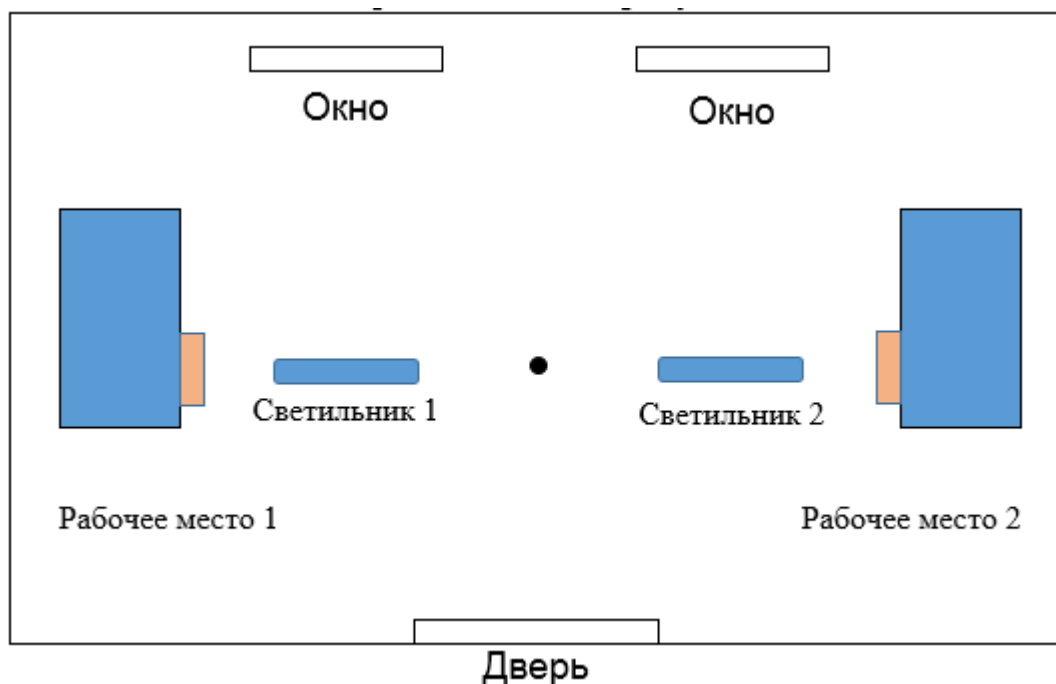 Окно
Окно
Светильник 1
Светильник 2
Рабочее место 1
Рабочее место 2
Дверь